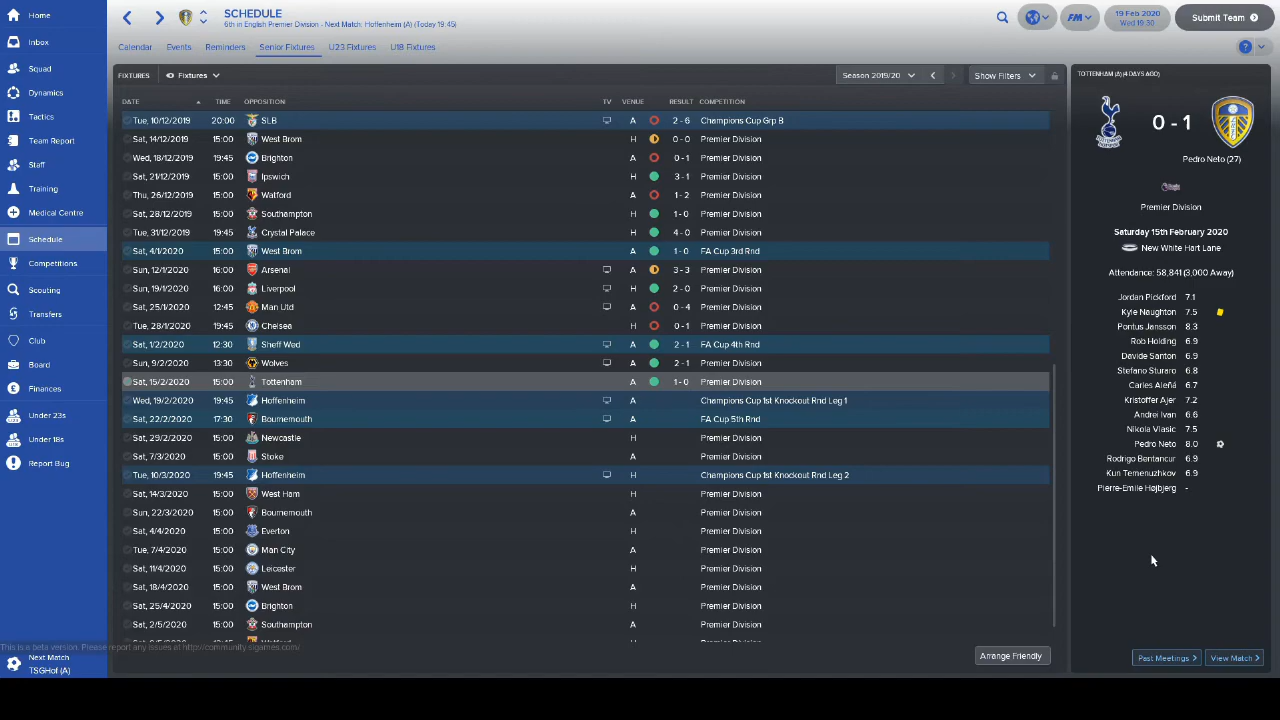 Home
Inbox
Squad
Dynamics
Tactics
Team Report
Staff
Training
Medical Centre
Schedule
Competitions
Scouting
Transfers
Club
Board
Finances
Under 23s
Under 18s
Report Bug
This is a beta version. Please report any issues at http://community.sigames.com/
Next Match
TSGHof (A)
SCHEDULE
6th in English Premier Division - Next Match: Hoffenheim (A) (Today 19:45)
FM
19 Feb 2020
Wed 19:30
Submit Team
Calendar Events Reminders Senior Fixtures U23 Fixtures U18 Fixtures
?
FIXTURES Fixtures Season 2019/20 Show Filters
DATE TIME OPPOSITION TV VENUE RESULT COMPETITION
Tue, 10/12/2019 20:00 SLB A 2 - 6 Champions Cup Grp B
Sat, 14/12/2019 15:00 West Brom H 0 - 0 Premier Division
Wed, 18/12/2019 19:45 Brighton A 0 - 1 Premier Division
Sat, 21/12/2019 15:00 Ipswich H 3 - 1 Premier Division
Thu, 26/12/2019 15:00 Watford A 1 - 2 Premier Division
Sat, 28/12/2019 15:00 Southampton H 1 - 0 Premier Division
Tue, 31/12/2019 19:45 Crystal Palace H 4 - 0 Premier Division
Sat, 4/1/2020 15:00 West Brom A 1 - 0 FA Cup 3rd Rnd
Sun, 12/1/2020 16:00 Arsenal A 3 - 3 Premier Division
Sun, 19/1/2020 16:00 Liverpool H 2 - 0 Premier Division
Sat, 25/1/2020 12:45 Man Utd A 0 - 4 Premier Division
Tue, 28/1/2020 19:45 Chelsea H 0 - 1 Premier Division
Sat, 1/2/2020 12:30 Sheff Wed A 2 - 1 FA Cup 4th Rnd
Sun, 9/2/2020 13:30 Wolves A 2 - 1 Premier Division
Sat, 15/2/2020 15:00 Tottenham A 1 - 0 Premier Division
Wed, 19/2/2020 19:45 Hoffenheim A Champions Cup 1st Knockout Rnd Leg 1
Sat, 22/2/2020 17:30 Bournemouth A FA Cup 5th Rnd
Sat, 29/2/2020 15:00 Newcastle H Premier Division
Sat, 7/3/2020 15:00 Stoke A Premier Division
Tue, 10/3/2020 19:45 Hoffenheim H Champions Cup 1st Knockout Rnd Leg 2
Sat, 14/3/2020 15:00 West Ham H Premier Division
Sun, 22/3/2020 15:00 Bournemouth A Premier Division
Sat, 4/4/2020 15:00 Everton H Premier Division
Tue, 7/4/2020 15:00 Man City A Premier Division
Sat, 11/4/2020 15:00 Leicester H Premier Division
Sat, 18/4/2020 15:00 West Brom A Premier Division
Sat, 25/4/2020 15:00 Brighton H Premier Division
Sat, 2/5/2020 15:00 Southampton A Premier Division
Arrange Friendly
TOTTENHAM (A) (4 DAYS AGO)
0 - 1
Pedro Neto (27)
Premier Division
Saturday 15th February 2020
New White Hart Lane
Attendance: 58,841 (3,000 Away)
Jordan Pickford 7.1
Kyle Naughton 7.5
Pontus Jansson 8.3
Rob Holding 6.9
Davide Santon 6.9
Stefano Sturaro 6.8
Carles Aleñá 6.7
Kristoffer Ajer 7.2
Andrei Ivan 6.6
Nikola Vlasic 7.5
Pedro Neto 8.0
Rodrigo Bentancur 6.9
Kun Temenuzhkov 6.9
Pierre-Emile Højbjerg -
Past Meetings View Match